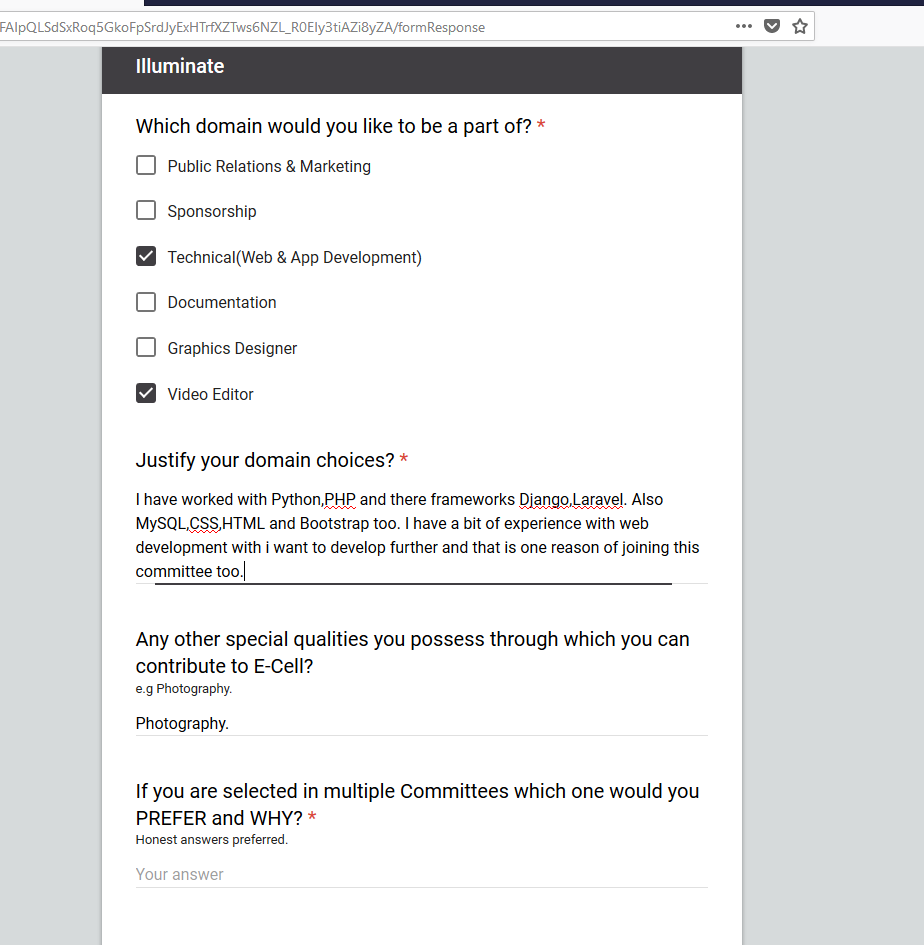 FAIpQLSdSxRoq5GkoFpSrdJyExHTrfXZTws6NZL_R0EIy3tiAZi8yZA/formResponse
Illuminate
Which domain would you like to be a part of? *
Public Relations & Marketing
Sponsorship
Technical(Web & App Development)
Documentation
Graphics Designer
Video Editor
Justify your domain choices? *
I have worked with Python,PHP and there frameworks Django,Laravel. Also
MySQL,CSS,HTML and Bootstrap too. I have a bit of experience with web
development with i want to develop further and that is one reason of joining this
committee too.
Any other special qualities you possess through which you can
contribute to E-Cell?
e.g Photography.
Photography.
If you are selected in multiple Committees which one would you
PREFER and WHY? *
Honest answers preferred.
Your answer